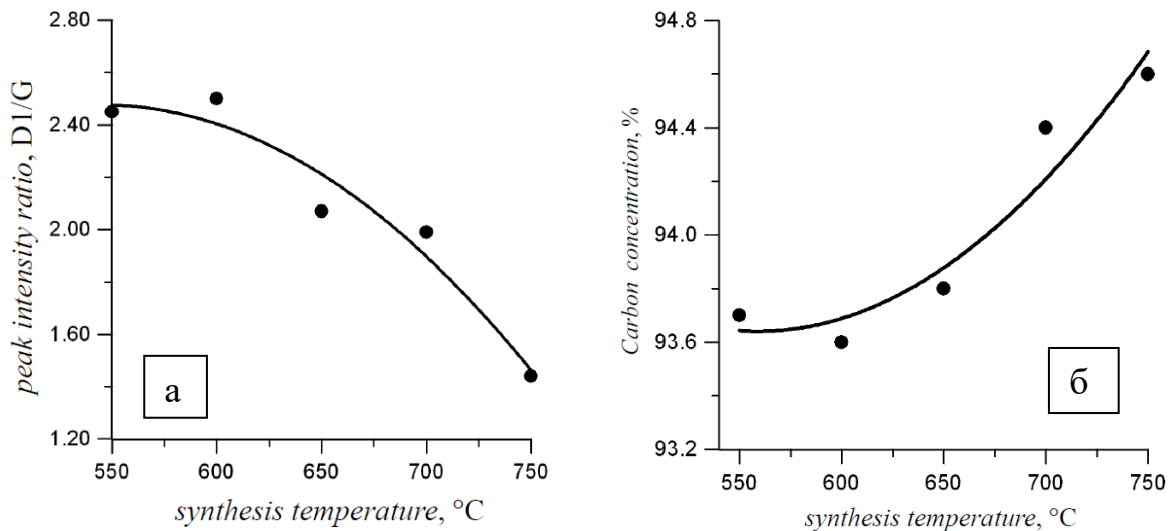 2.80
2.40
2.00
1.60
1.20
peak intensity ratio, D1/G
а
550 600 650 700 750
synthesis temperature, °C
94.8
94.4
94.0
93.6
93.2
Carbon concentration, %
б
550 600 650 700 750
synthesis temperature, °C